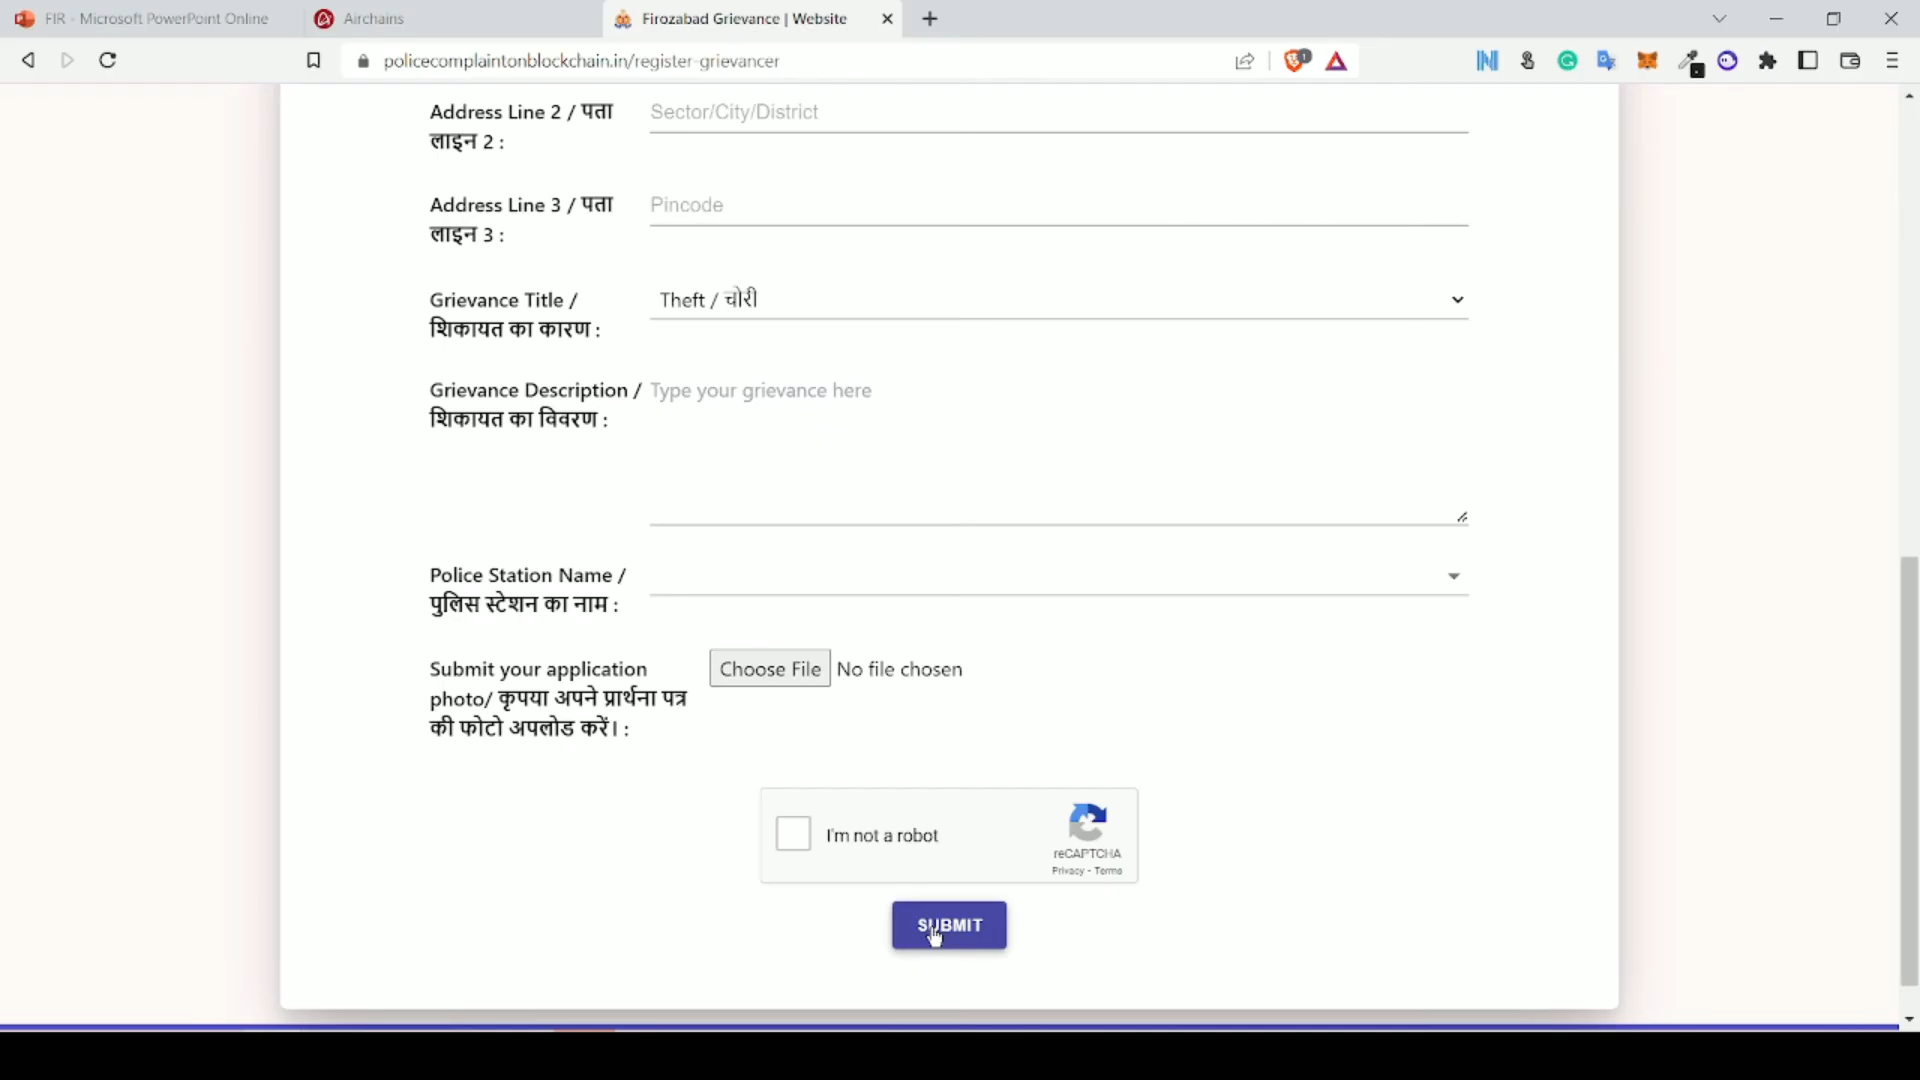 FIR - Microsoft PowerPoint Online
Airchains
Firozabad Grievance | Website
policecomplaintonblockchain.in/register-grievancer
1
Address Line 2 / पता
लाइन 2 :
Sector/City/District
Address Line 3 / पता
लाइन 3 :
Pincode
Grievance Title /
शिकायत का कारण :
Theft / चोरी
Grievance Description /
शिकायत का विवरण :
Type your grievance here
Police Station Name /
पुलिस स्टेशन का नाम :
Submit your application
photo/ कृपया अपने प्रार्थना पत्र
की फोटो अपलोड करें। :
Choose File No file chosen
I'm not a robot
reCAPTCHA
Privacy - Terms
SUBMIT